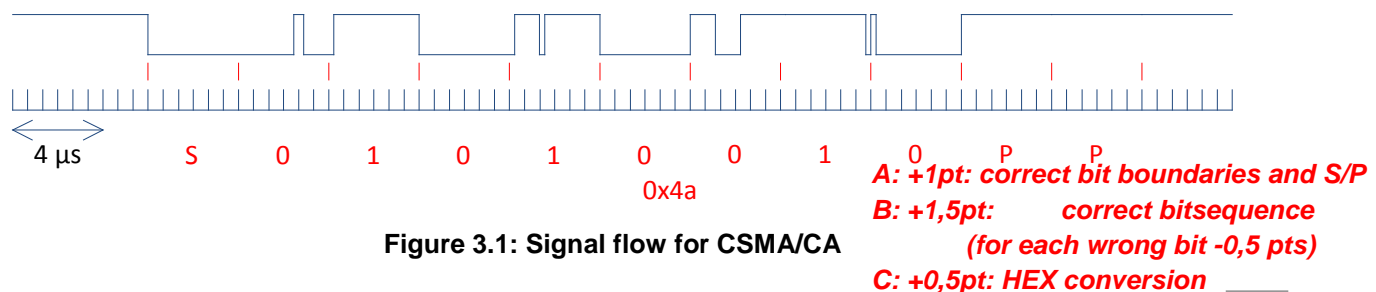 4 μs
S 0 1 0 1 0 0 1 0 P P
0x4a
A: +1pt: correct bit boundaries and S/P
B: +1,5pt: correct bitsequence
(for each wrong bit -0,5 pts)
C: +0,5pt: HEX conversion
Figure 3.1: Signal flow for CSMA/CA